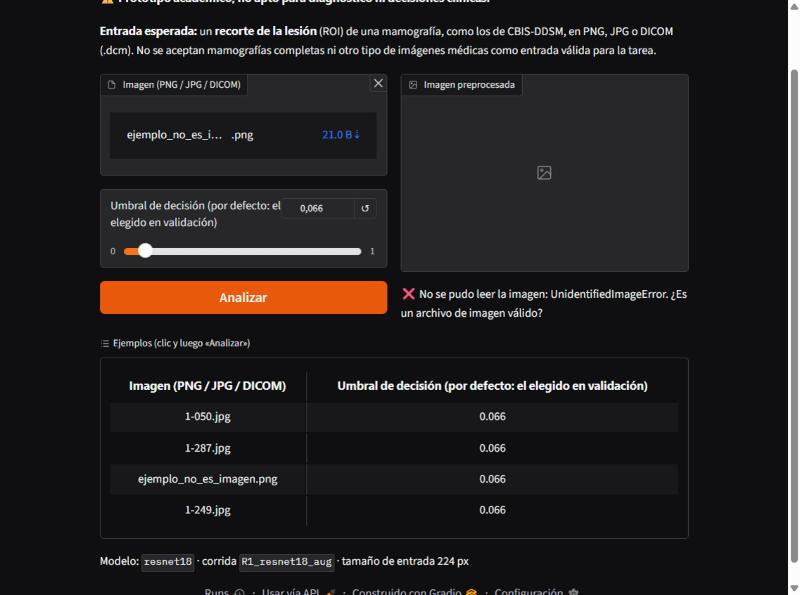 ⚠️ Prototipo académico, no apto para diagnóstico ni decisiones clínicas.
Entrada esperada: un recorte de la lesión (ROI) de una mamografía, como los de CBIS-DDSM, en PNG, JPG o DICOM
(.dcm). No se aceptan mamografías completas ni otro tipo de imágenes médicas como entrada válida para la tarea.
Imagen (PNG / JPG / DICOM)
ejemplo_no_es_i... .png 21.0 B ↓
Imagen preprocesada
Umbral de decisión (por defecto: el
elegido en validación)
0,066
0 1
Analizar
❌ No se pudo leer la imagen: UnidentifiedImageError. ¿Es
un archivo de imagen válido?
Ejemplos (clic y luego «Analizar»)
Imagen (PNG / JPG / DICOM) Umbral de decisión (por defecto: el elegido en validación)
1-050.jpg 0.066
1-287.jpg 0.066
ejemplo_no_es_imagen.png 0.066
1-249.jpg 0.066
Modelo: resnet18 · corrida R1_resnet18_aug · tamaño de entrada 224 px
Runs · Usar vía API · Construido con Gradio · Configuración